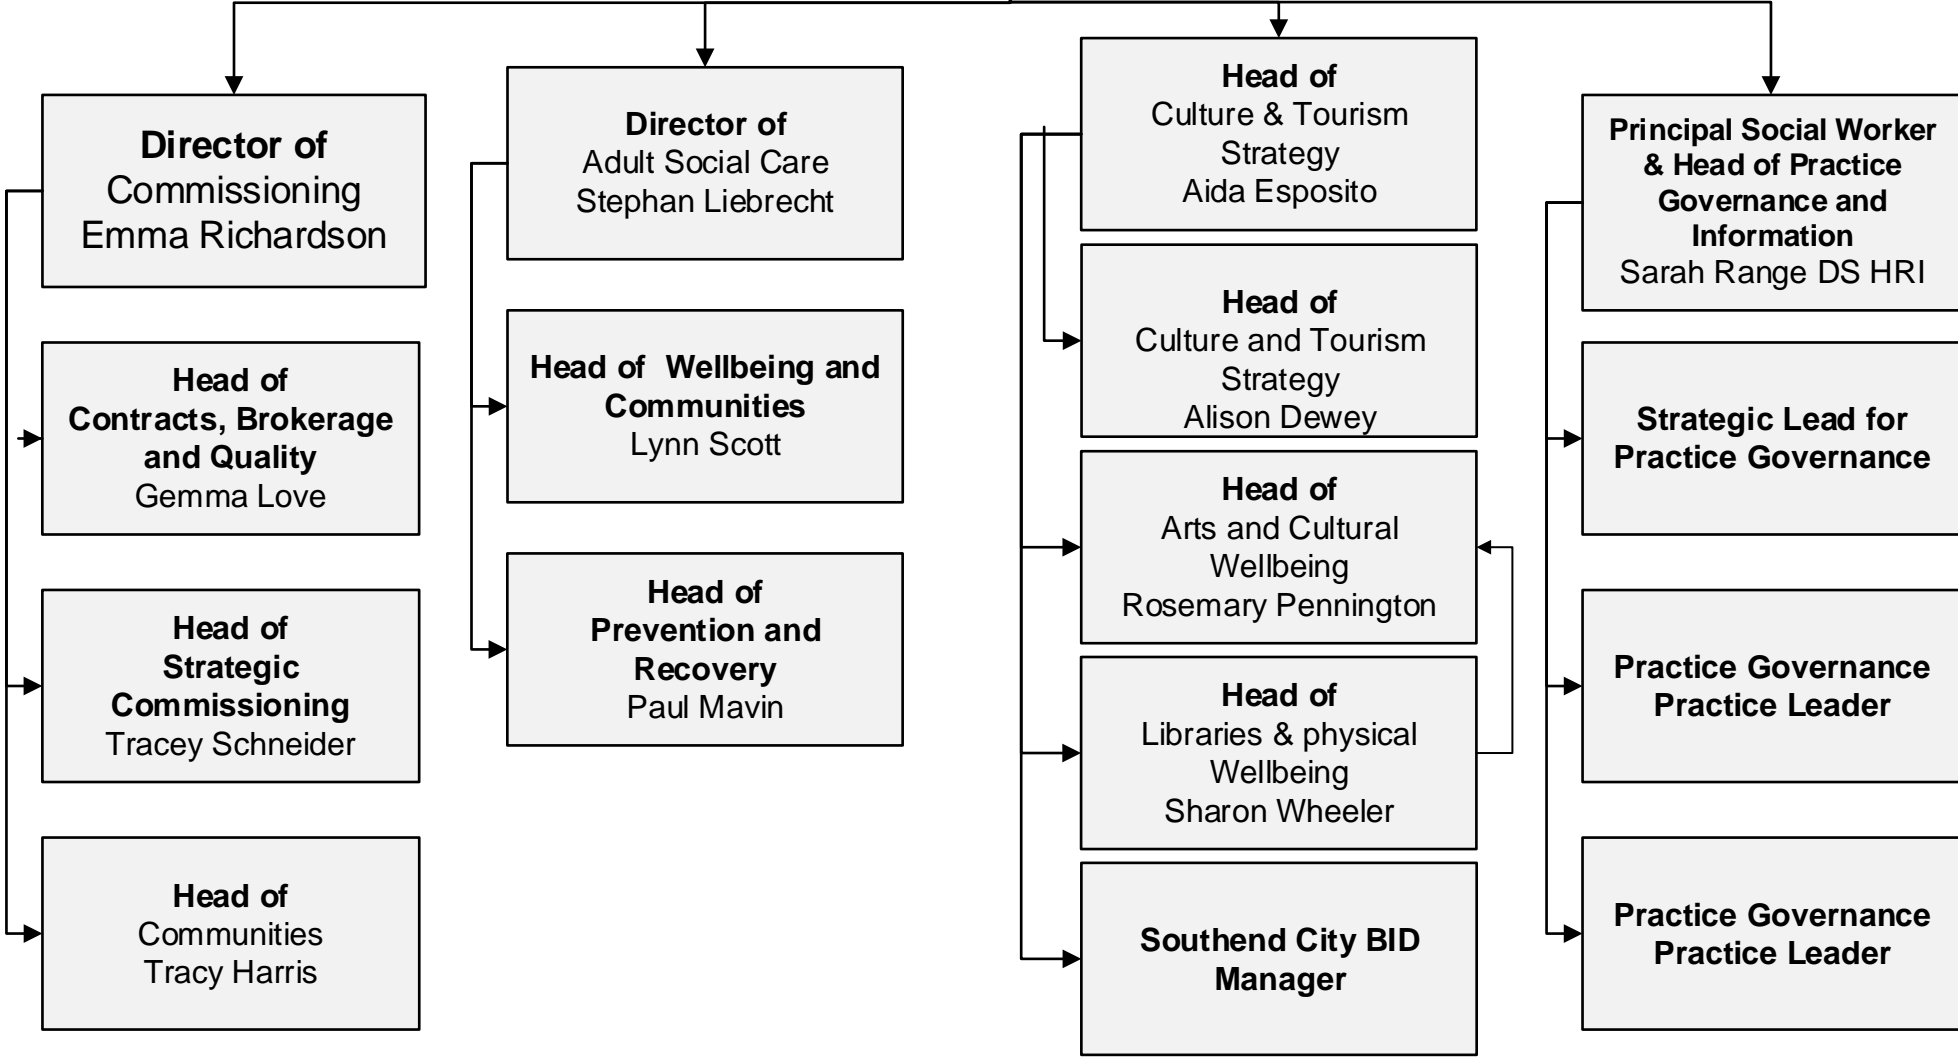 Director of
Commissioning
Emma Richardson
Head of
Contracts, Brokerage
and Quality
Gemma Love
Head of
Strategic
Commissioning
Tracey Schneider
Head of
Communities
Tracy Harris
Director of
Adult Social Care
Stephan Liebrecht
Head of Wellbeing and
Communities
Lynn Scott
Head of
Prevention and
Recovery
Paul Mavin
Head of
Culture & Tourism
Strategy
Aida Esposito
Head of
Culture and Tourism
Strategy
Alison Dewey
Head of
Arts and Cultural
Wellbeing
Rosemary Pennington
Head of
Libraries & physical
Wellbeing
Sharon Wheeler
Southend City BID
Manager
Principal Social Worker
& Head of Practice
Governance and
Information
Sarah Range DS HRI
Strategic Lead for
Practice Governance
Practice Governance
Practice Leader
Practice Governance
Practice Leader